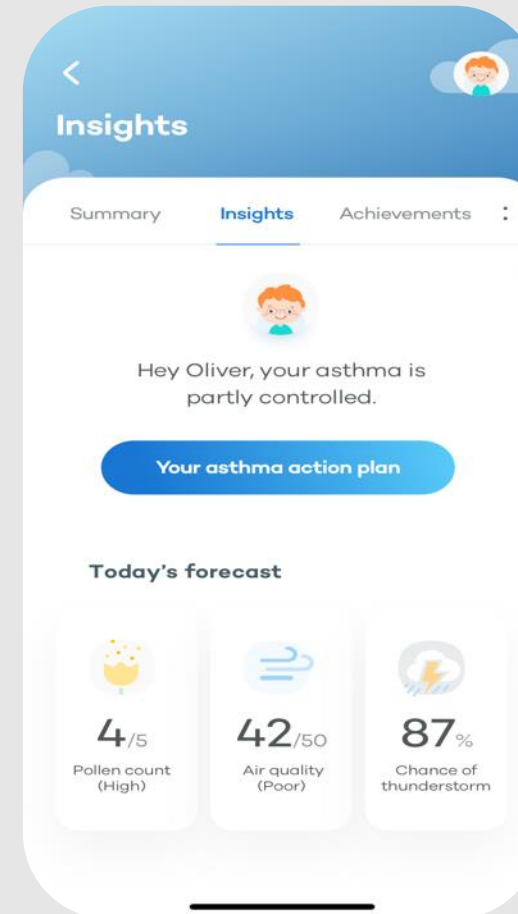 Insights
Summary Insights Achievements
Hey Oliver, your asthma is
partly controlled.
Your asthma action plan
Today's forecast
4/5
Pollen count
(High)
42/50
Air quality
(Poor)
87%
Chance of
thunderstorm